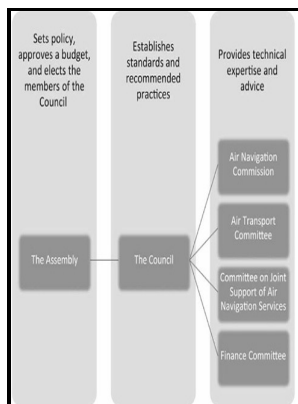 Sets policy,
approves a budget,
and elects the
members of the
Council
Establishes
standards and
recommended
practices
Provides technical
expertise and
advice
The Assembly
The Council
Air Navigation
Commission
Air Transport
Committee
Committee on Joint
Support of Air
Navigation Services
Finance Committee